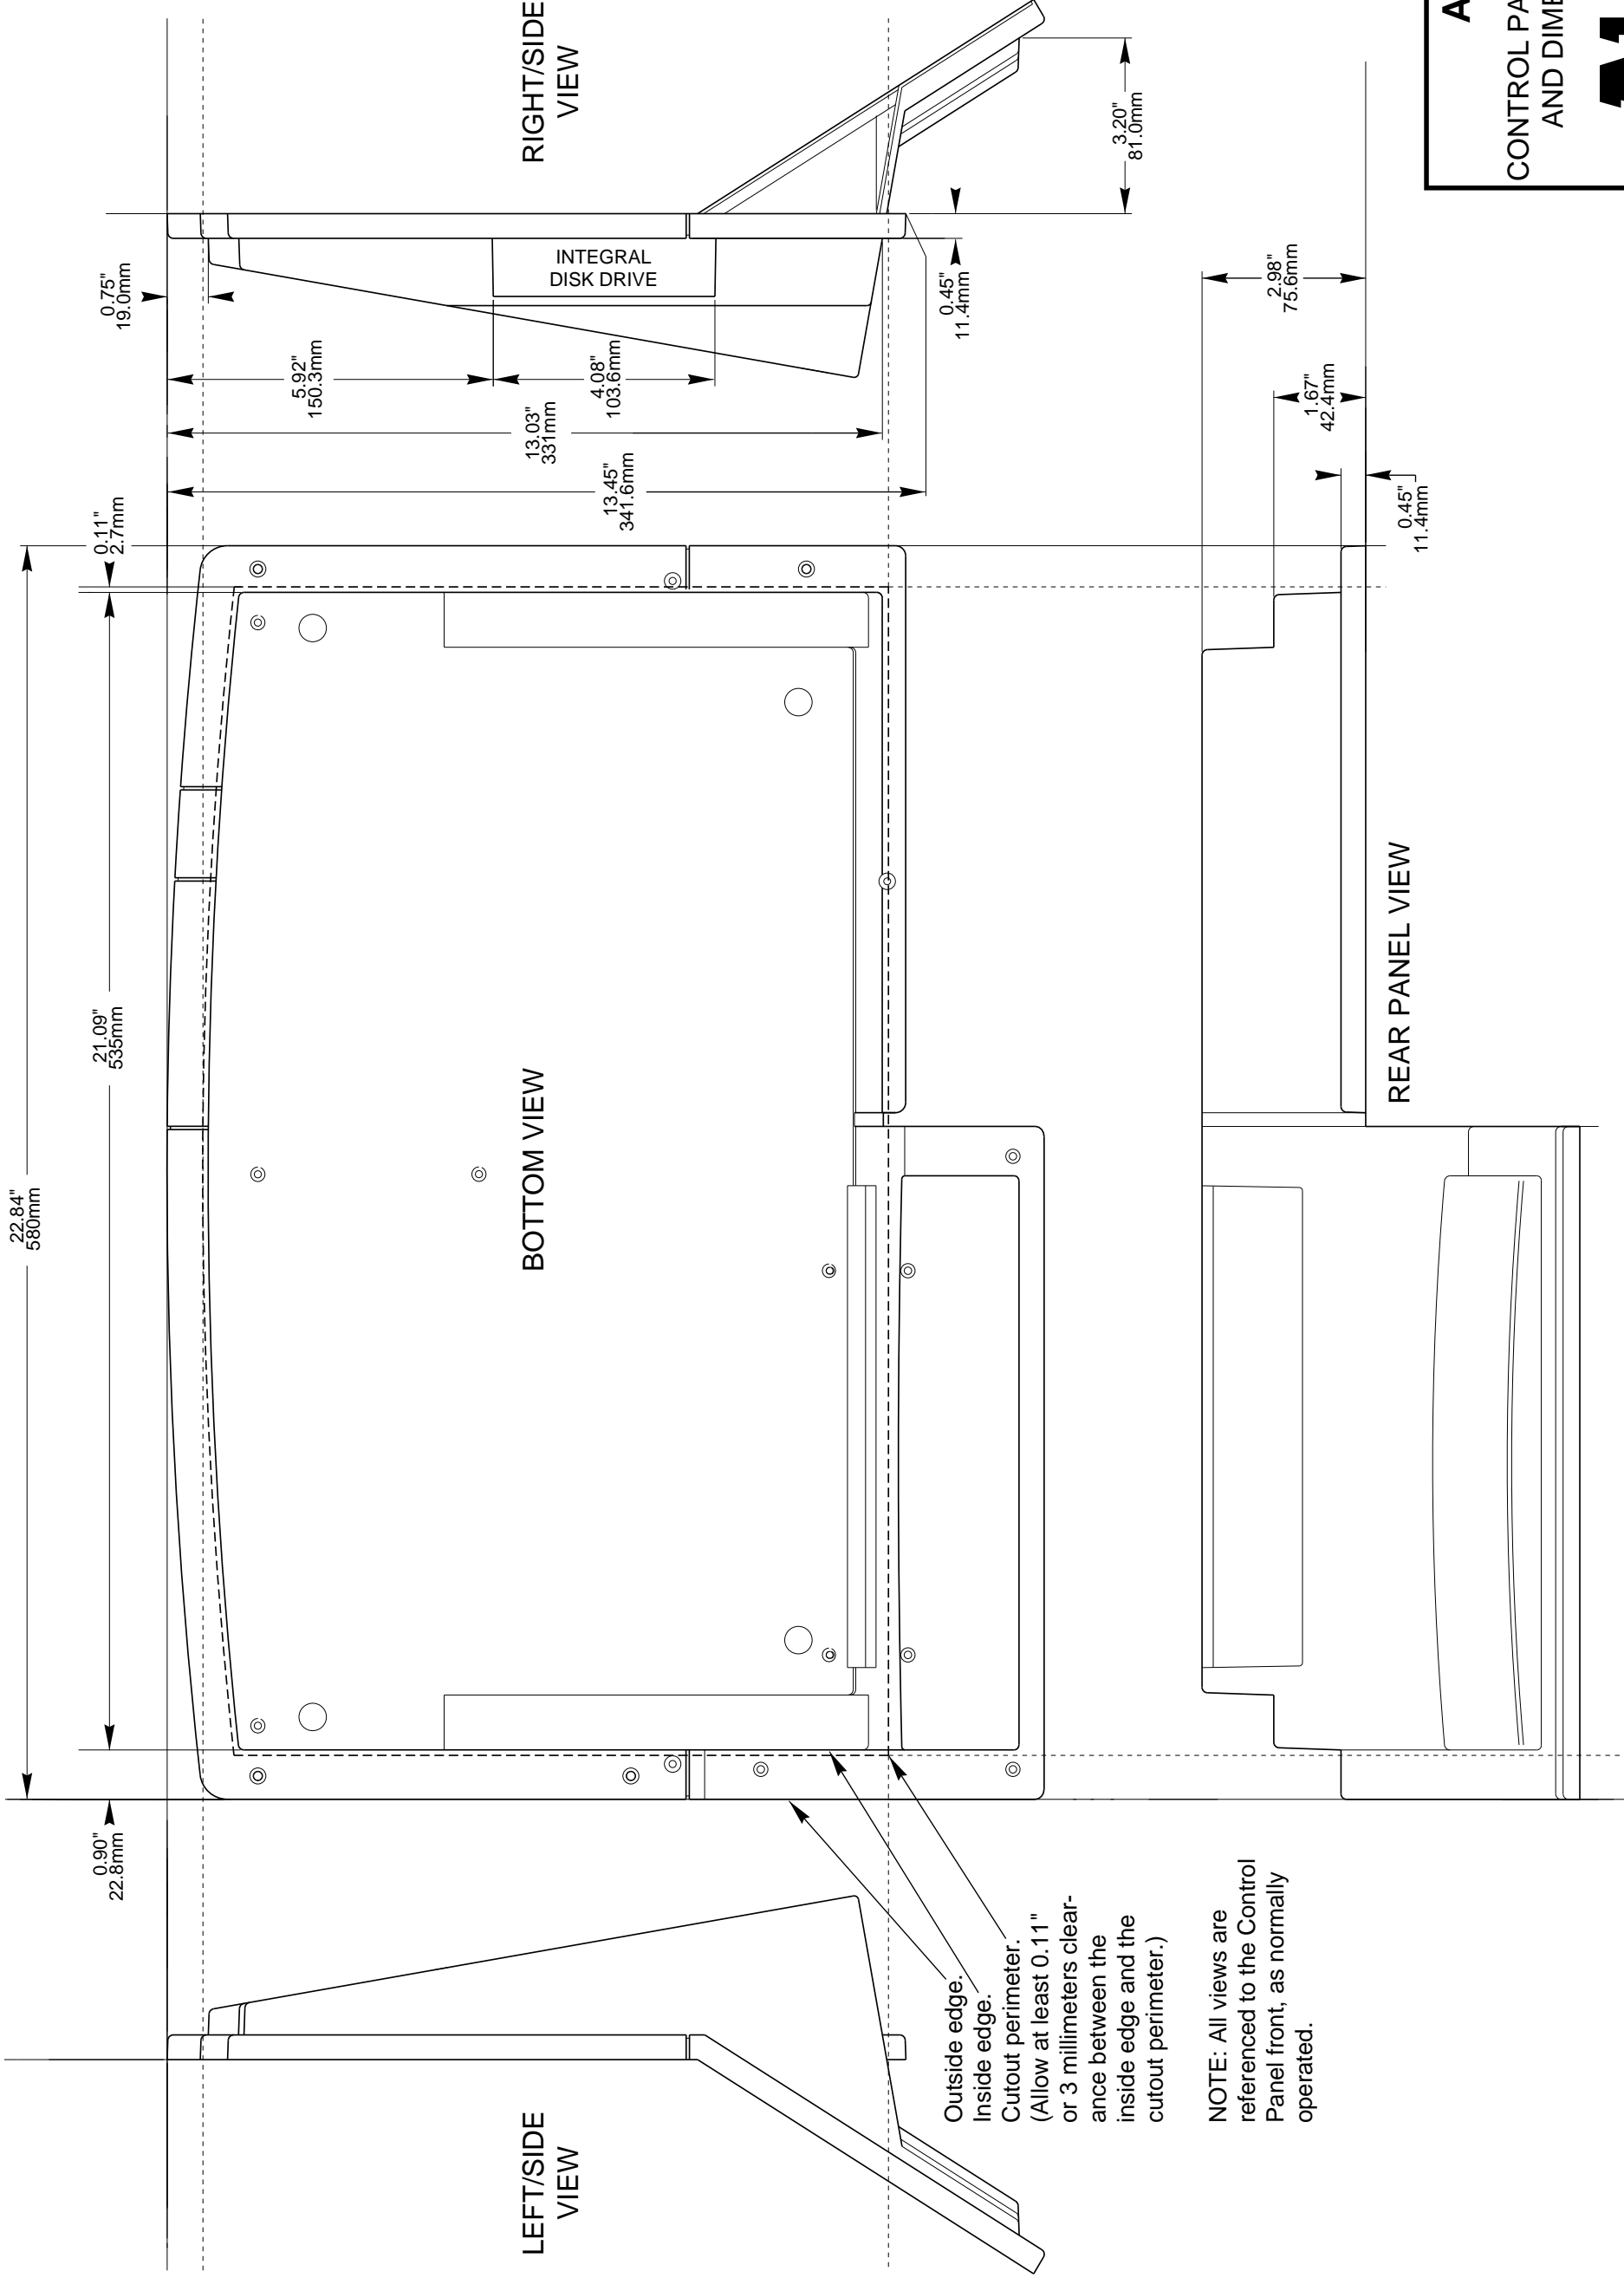 22.84"
580mm
0.90"
22.8mm
21.09"
535mm
0.11"
2.7mm
0.75"
19.0mm
5.92"
150.3mm
4.08"
103.6mm
13.03"
331mm
13.45"
341.6mm
LEFT/SIDE
VIEW
BOTTOM VIEW
RIGHT/SIDE
VIEW
INTEGRAL
DISK DRIVE
0.45"
11.4mm
3.20"
81.0mm
Outside edge.
Inside edge.
Cutout perimeter.
(Allow at least 0.11"
or 3 millimeters clear-
ance between the
inside edge and the
cutout perimeter.)
NOTE: All views are
referenced to the Control
Panel front, as normally
operated.
2.98"
75.6mm
1.67"
42.4mm
0.45"
11.4mm
REAR PANEL VIEW
A
CONTROL PA
AND DIME